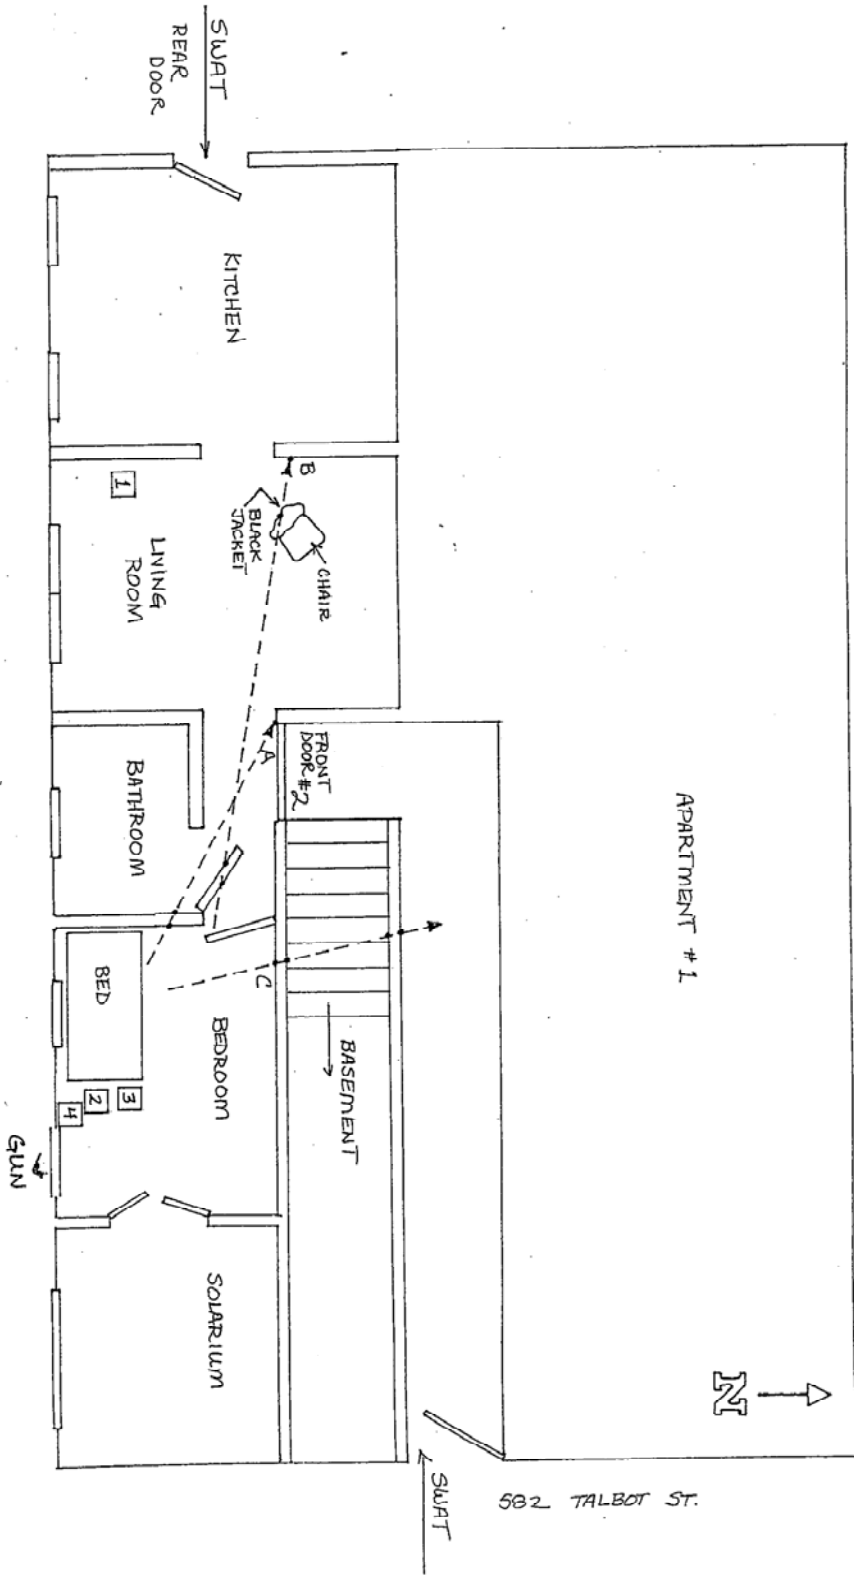 SWAT
REAR
DOOR
KITCHEN
B
BLACK
JACKET
CHAIR
1
LIVING
ROOM
FRONT
DOOR #2
A
BATHROOM
APARTMENT #1
C
BED
BEDROOM
BASEMENT
3
2
4
GUN
SOLARIUM
N
SWAT
582 TALBOT ST.